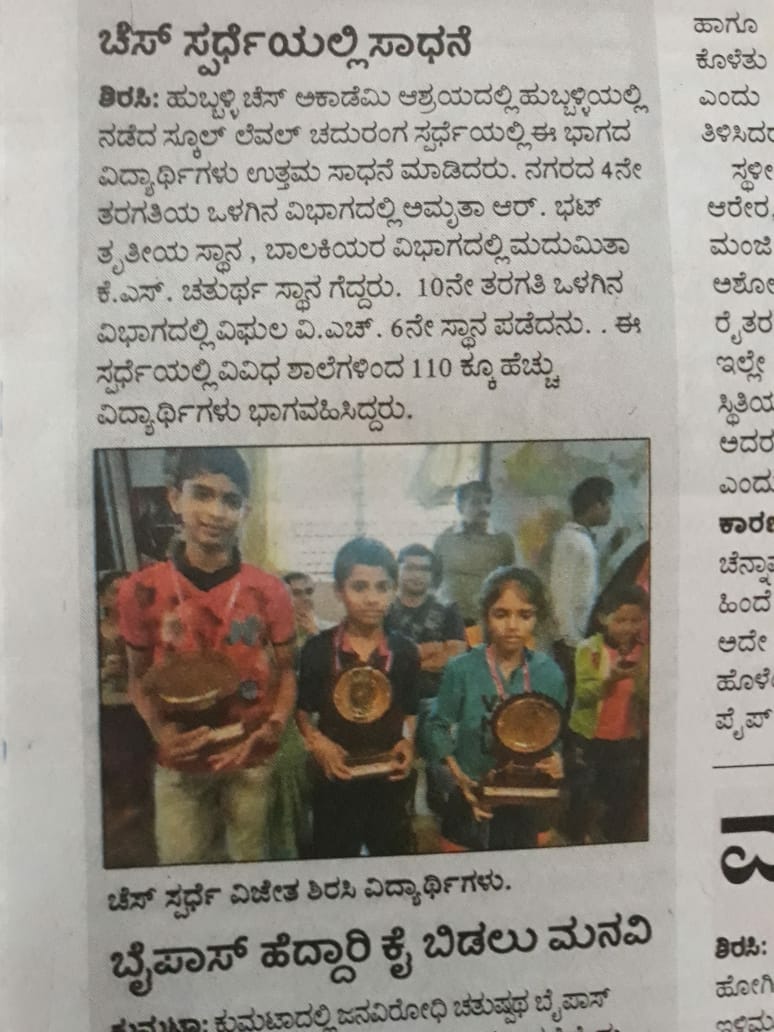 ಚೆಸ್ ಸ್ಪರ್ಧೆಯಲ್ಲಿ ಸಾಧನೆ
ಶಿರಸಿ: ಹುಬ್ಬಳ್ಳಿ ಚೆಸ್ ಅಕಾಡೆಮಿ ಆಶ್ರಯದಲ್ಲಿ ಹುಬ್ಬಳ್ಳಿಯಲ್ಲಿ
ನಡೆದ ಸ್ಕೂಲ್ ಲೆವಲ್ ಚದುರಂಗ ಸ್ಪರ್ಧೆಯಲ್ಲಿ ಈ ಭಾಗದ
ವಿದ್ಯಾರ್ಥಿಗಳು ಉತ್ತಮ ಸಾಧನೆ ಮಾಡಿದರು. ನಗರದ 4ನೇ
ತರಗತಿಯ ಒಳಗಿನ ವಿಭಾಗದಲ್ಲಿ ಅಮೃತಾ ಆರ್. ಭಟ್
ತೃತೀಯ ಸ್ಥಾನ, ಬಾಲಕಿಯರ ವಿಭಾಗದಲ್ಲಿ ಮದುಮಿತಾ
ಕೆ.ಎಸ್. ಚತುರ್ಥ ಸ್ಥಾನ ಗೆದ್ದರು. 10ನೇ ತರಗತಿ ಒಳಗಿನ
ವಿಭಾಗದಲ್ಲಿ ವಿಘುಲ ವಿ.ಎಚ್. 6ನೇ ಸ್ಥಾನ ಪಡೆದನು. . ಈ
ಸ್ಪರ್ಧೆಯಲ್ಲಿ ವಿವಿಧ ಶಾಲೆಗಳಿಂದ 110 ಕ್ಕೂ ಹೆಚ್ಚು
ವಿದ್ಯಾರ್ಥಿಗಳು ಭಾಗವಹಿಸಿದ್ದರು.
ಚೆಸ್ ಸ್ಪರ್ಧೆ ವಿಜೇತ ಶಿರಸಿ ವಿದ್ಯಾರ್ಥಿಗಳು.
ಬೈಪಾಸ್ ಹೆದ್ದಾರಿ ಕೈ ಬಿಡಲು ಮನವಿ
ಕುಮಟಾ: ಕುಮಟಾದಲ್ಲಿ ಜನವಿರೋಧಿ ಚತುಷ್ಪಥ ಬೈಪಾಸ್
ಹಾಗೂ
ಕೊಳೆತು
ಎಂದು
ತಿಳಿಸಿದರ
ಸ್ಥಳೀ
ಆರೇರ,
ಮಂಜಿ
ಅಶೋ
ರೈತರ
ಇಲ್ಲೇ
ಸ್ಥಿತಿಯ
ಆದರ
ಎಂದು
ಕಾರಣ
ಚೆನ್ನಾ
ಹಿಂದೆ
ಅದೇ
ಹೊಳೆ
ಪೈಪ್
ಶಿರಸಿ:
ಹೋಗಿ